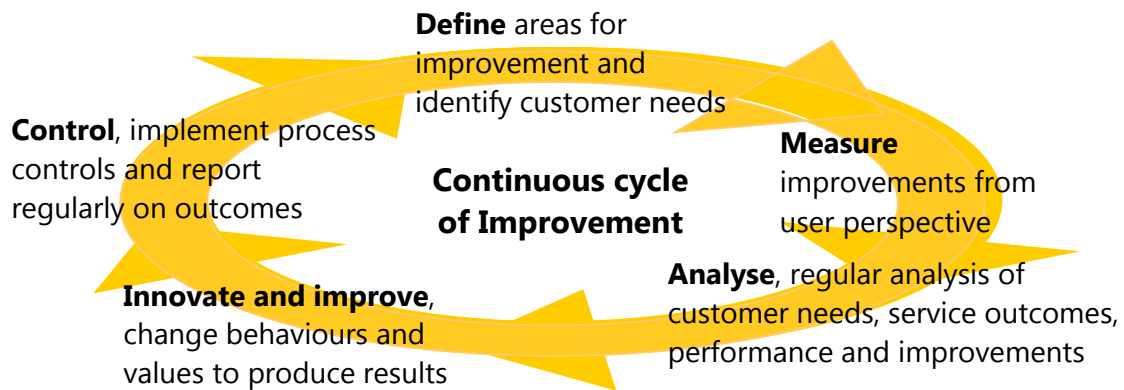 Define areas for
improvement and
identify customer needs
Measure
improvements from
user perspective
Analyse, regular analysis of
customer needs, service outcomes,
performance and improvements
Innovate and improve,
change behaviours and
values to produce results
Control, implement process
controls and report
regularly on outcomes
Continuous cycle
of Improvement